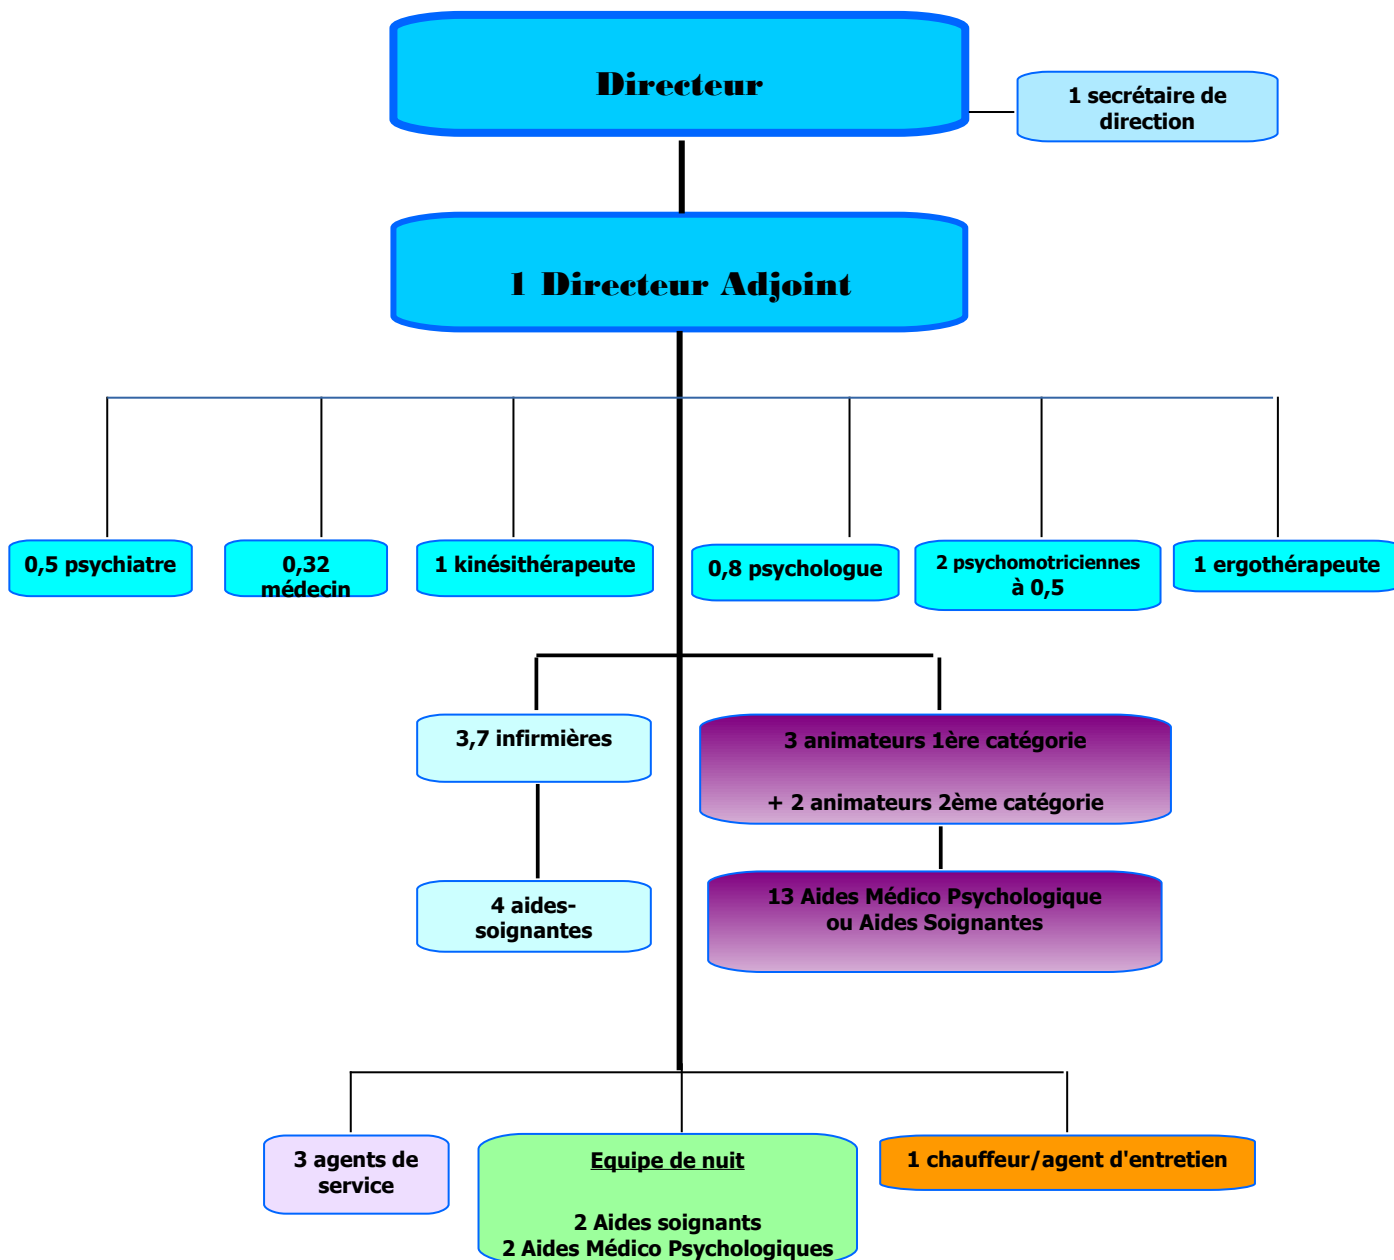 Directeur
1 secrétaire de
direction
1 Directeur Adjoint
0,5 psychiatre
0,32
médecin
1 kinésithérapeute
0,8 psychologue
2 psychomotriciennes
à 0,5
1 ergothérapeute
3,7 infirmières
3 animateurs 1ère catégorie
+ 2 animateurs 2ème catégorie
4 aides-
soignantes
13 Aides Médico Psychologique
ou Aides Soignantes
3 agents de
service
Equipe de nuit
2 Aides soignants
2 Aides Médico Psychologiques
1 chauffeur/agent d'entretien